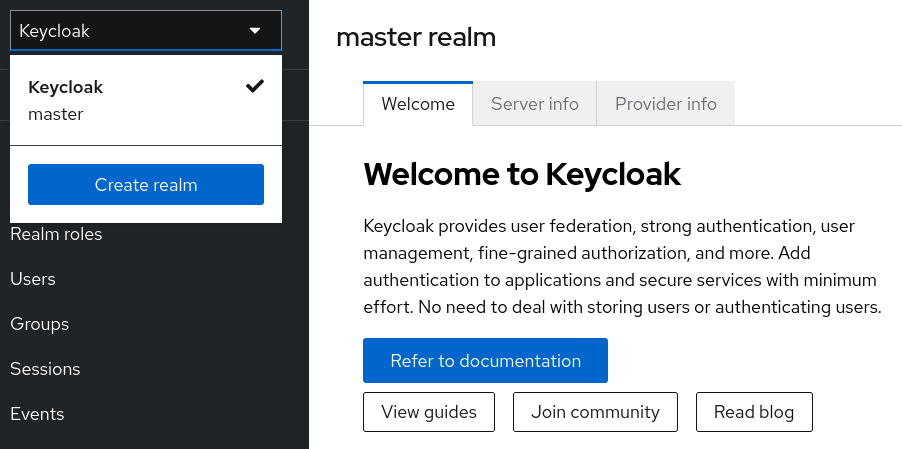 Keycloak
Keycloak
master
Create realm
Realm roles
Users
Groups
Sessions
Events
master realm
Welcome
Server info
Provider info
Welcome to Keycloak
Keycloak provides user federation, strong authentication, user
management, fine-grained authorization, and more. Add
authentication to applications and secure services with minimum
effort. No need to deal with storing users or authenticating users.
Refer to documentation
View guides
Join community
Read blog